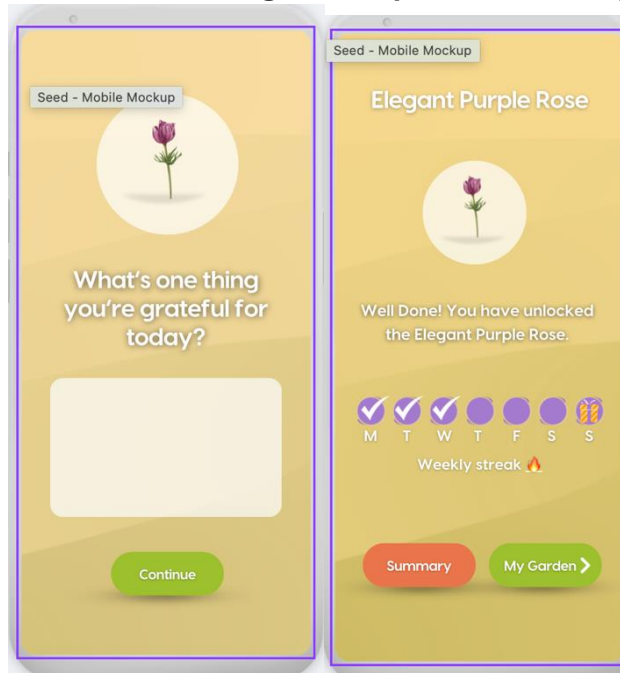 Seed - Mobile Mockup
What's one thing
you're grateful for
today?
Continue
Seed - Mobile Mockup
Elegant Purple Rose
Well Done! You have unlocked
the Elegant Purple Rose.
M T W T F S S
Weekly streak 🔥
Summary
My Garden